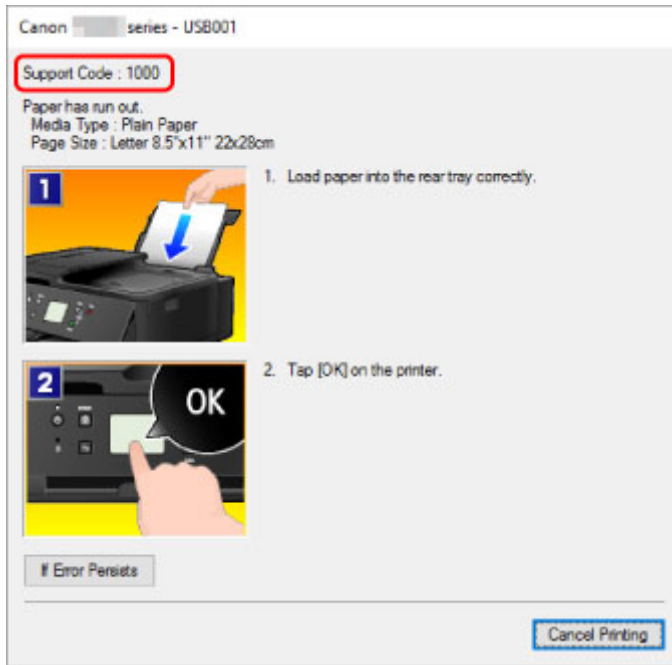 Canon series - USB001
Support Code : 1000
Paper has run out.
Media Type : Plain Paper
Page Size : Letter 8.5"x11" 22x28cm
1
1. Load paper into the rear tray correctly.
2
OK
2. Tap [OK] on the printer.
If Error Persists
Cancel Printing